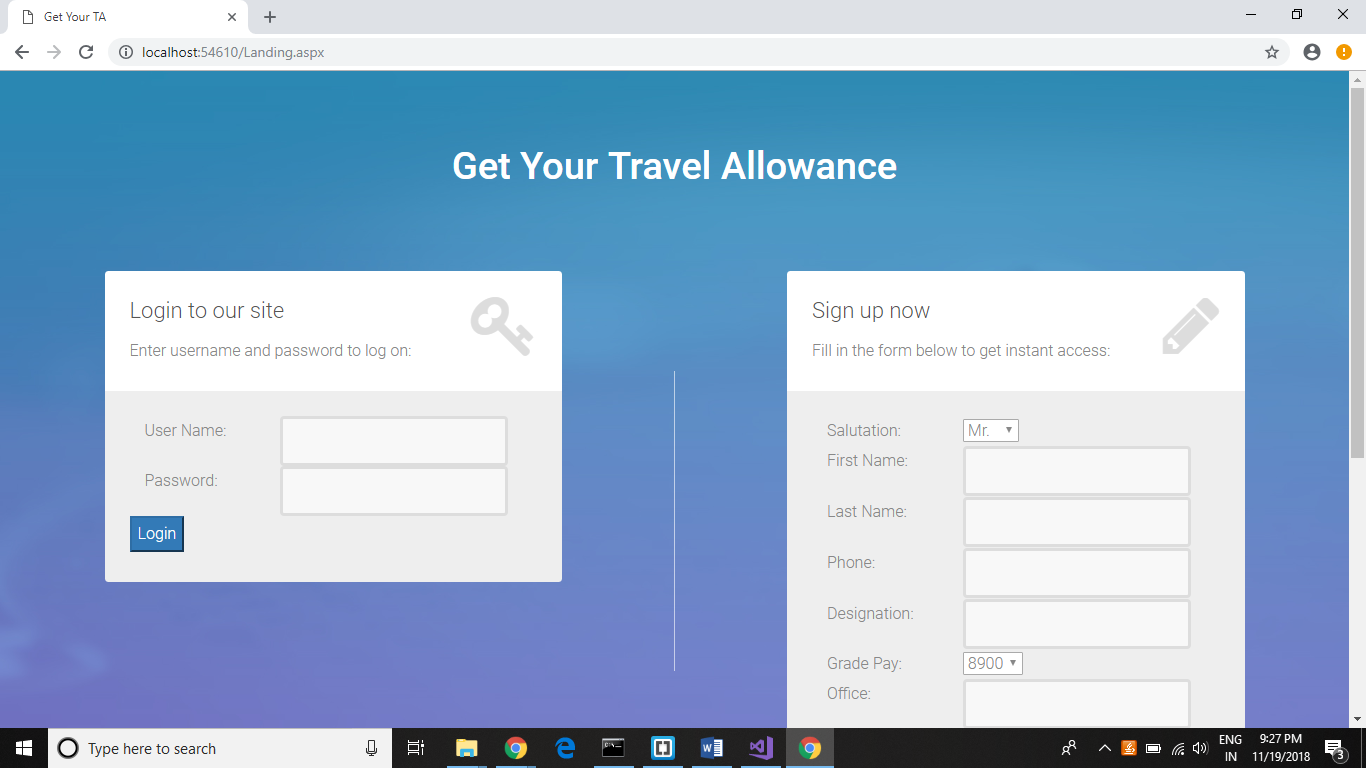 Get Your TA
localhost:54610/Landing.aspx
Get Your Travel Allowance
Login to our site
Enter username and password to log on:
User Name:
Password:
Login
Sign up now
Fill in the form below to get instant access:
Salutation: Mr.
First Name:
Last Name:
Phone:
Designation:
Grade Pay: 8900
Office:
Type here to search
ENG
IN
9:27 PM
11/19/2018
3